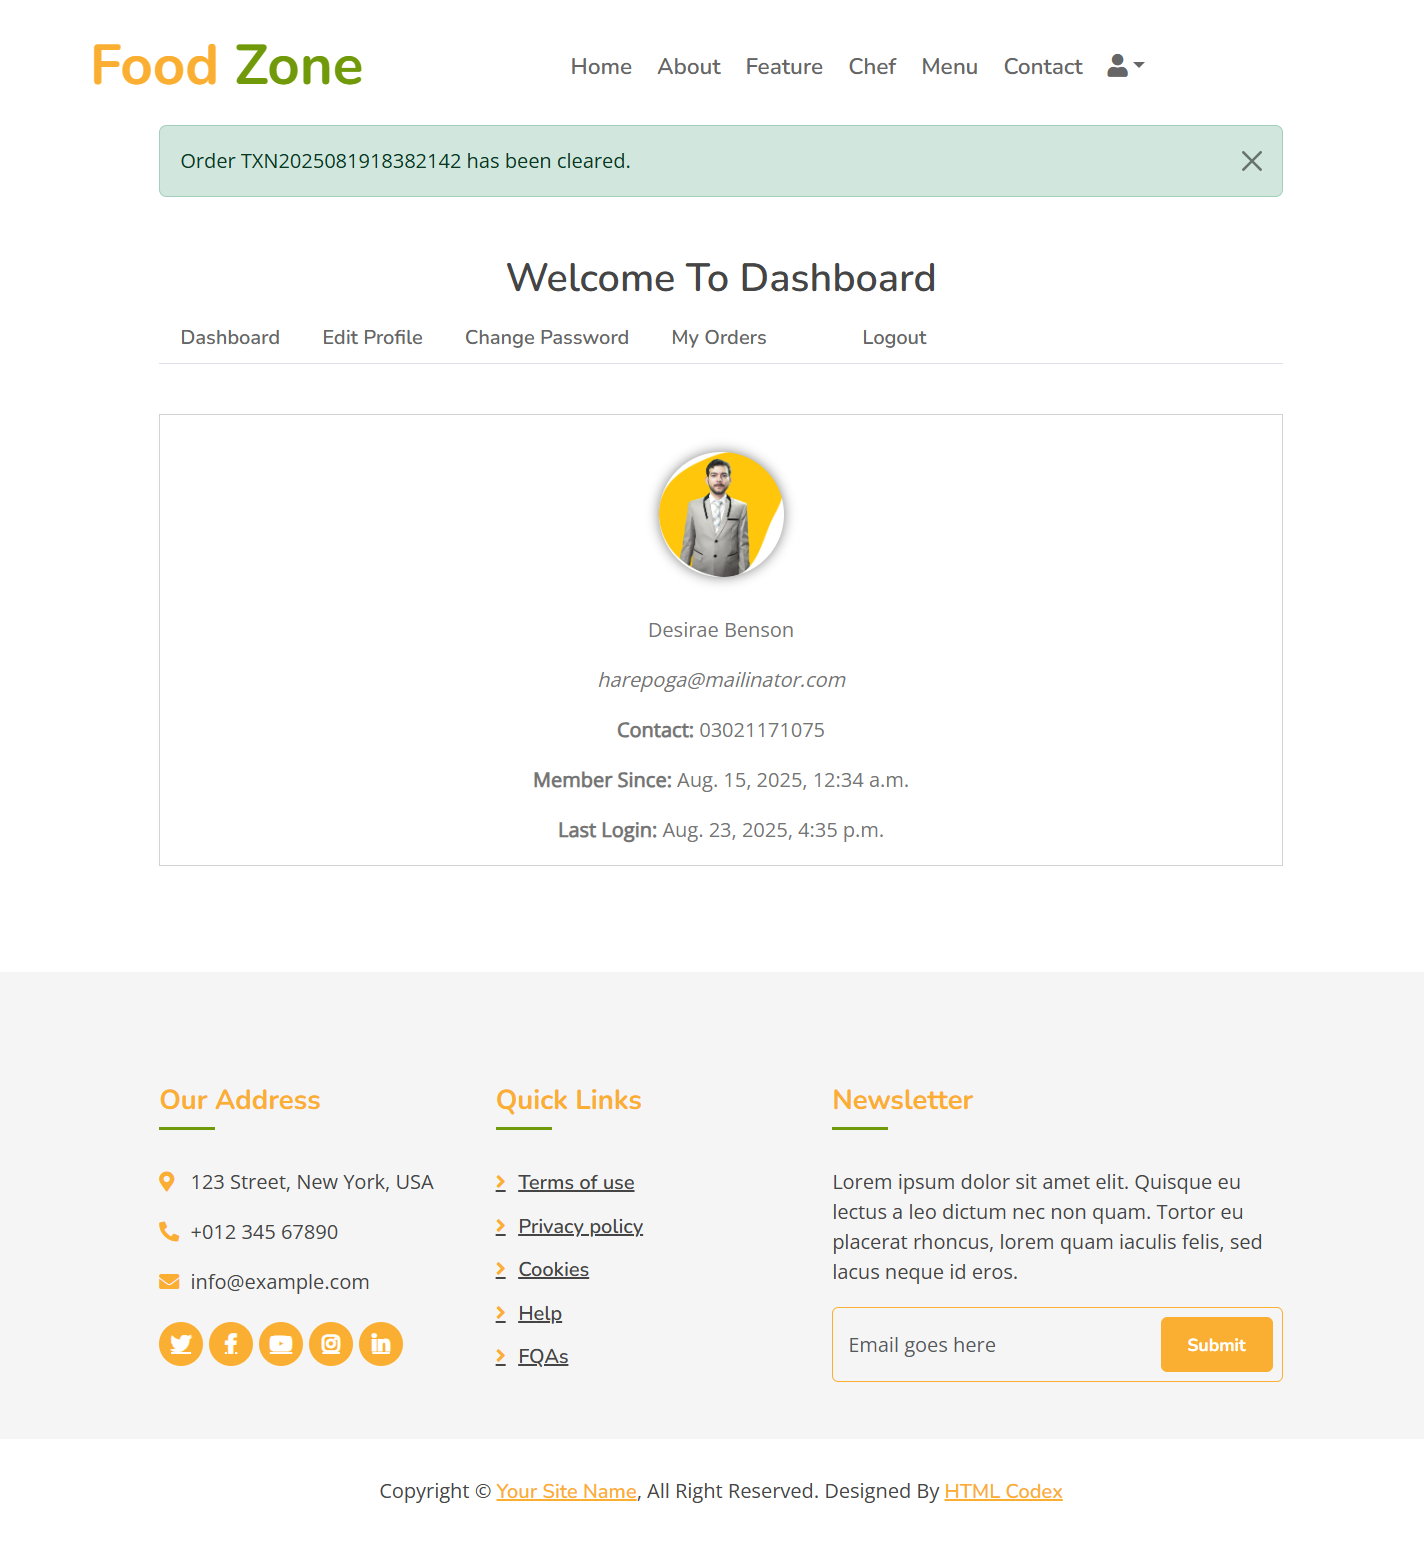 Food Zone
Home About Feature Chef Menu Contact
Order TXN2025081918382142 has been cleared.
Welcome To Dashboard
Dashboard Edit Profile Change Password My Orders Logout
Desirae Benson
harepoga@mailinator.com
Contact: 03021171075
Member Since: Aug. 15, 2025, 12:34 a.m.
Last Login: Aug. 23, 2025, 4:35 p.m.
Our Address
123 Street, New York, USA
+012 345 67890
info@example.com
Quick Links
Terms of use
Privacy policy
Cookies
Help
FQAs
Newsletter
Lorem ipsum dolor sit amet elit. Quisque eu
lectus a leo dictum nec non quam. Tortor eu
placerat rhoncus, lorem quam iaculis felis, sed
lacus neque id eros.
Email goes here Submit
Copyright © Your Site Name, All Right Reserved. Designed By HTML Codex